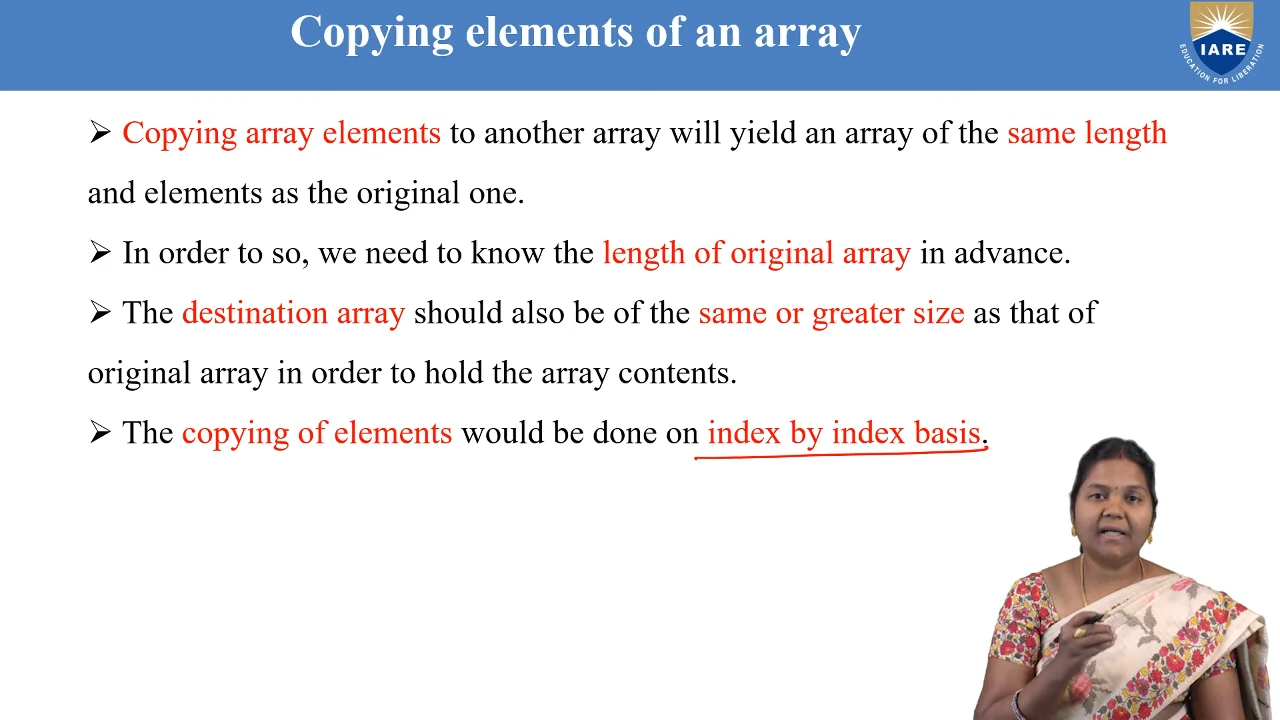 Copying elements of an array
IARE
EDUCATION FOR LIBERATION
➢ Copying array elements to another array will yield an array of the same length
and elements as the original one.
➢ In order to so, we need to know the length of original array in advance.
➢ The destination array should also be of the same or greater size as that of
original array in order to hold the array contents.
➢ The copying of elements would be done on index by index basis.